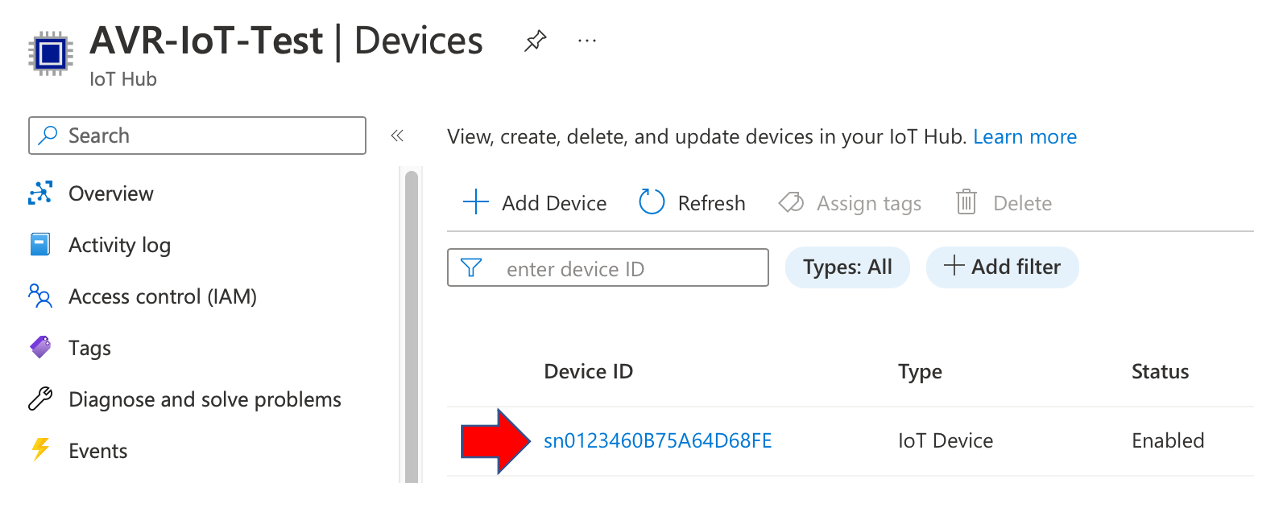 AVR-IoT-Test | Devices
IoT Hub
Search
Overview
Activity log
Access control (IAM)
Tags
Diagnose and solve problems
Events
View, create, delete, and update devices in your IoT Hub. Learn more
Add Device Refresh Assign tags Delete
enter device ID Types: All Add filter
Device ID Type Status
sn0123460B75A64D68FE IoT Device Enabled